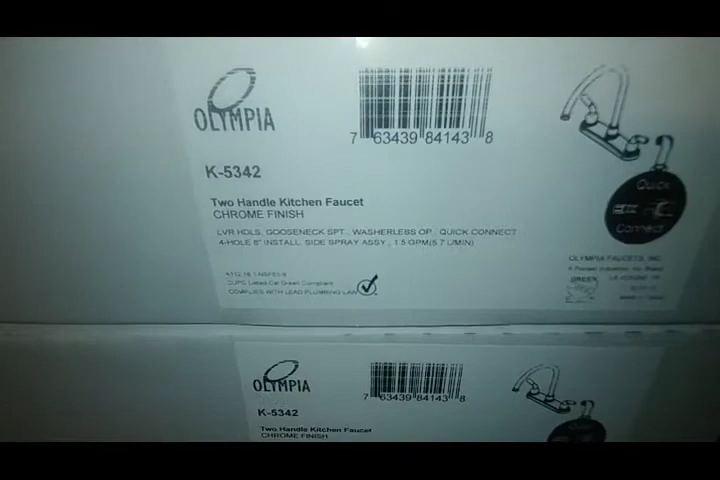 OLYMPIA
7 63439 84143 8
K-5342
Two Handle Kitchen Faucet
CHROME FINISH
LVR HDLS, GOOSENECK SPT., WASHERLESS OP., QUICK CONNECT
4-HOLE 8" INSTALL, SIDE SPRAY ASSY., 1.5 GPM(5.7 L/MIN)
Quick
Connect
OLYMPIA FAUCETS, INC.
GREEN
COMPLIES WITH LEAD PLUMBING LAW
OLYMPIA
7 63439 84143 8
K-5342
Two Handle Kitchen Faucet
CHROME FINISH